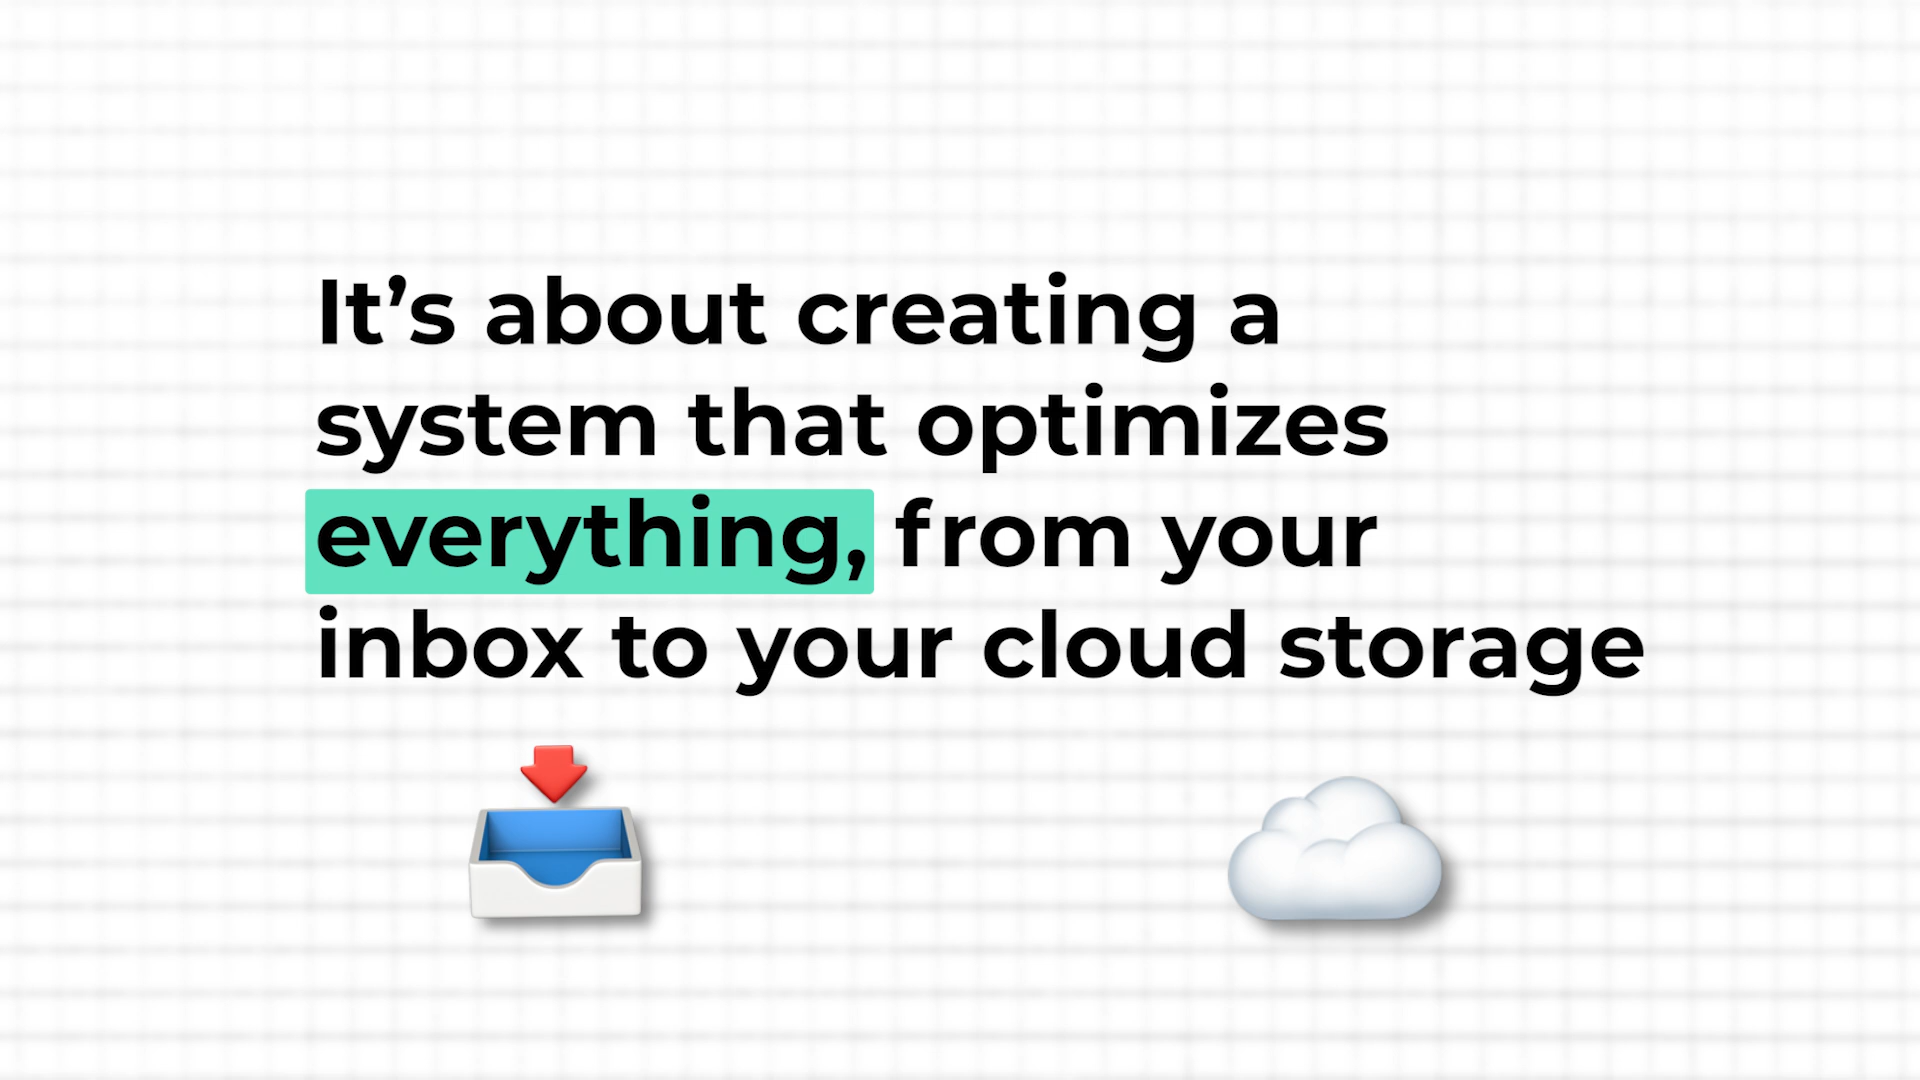 It’s about creating a
system that optimizes
everything, from your
inbox to your cloud storage